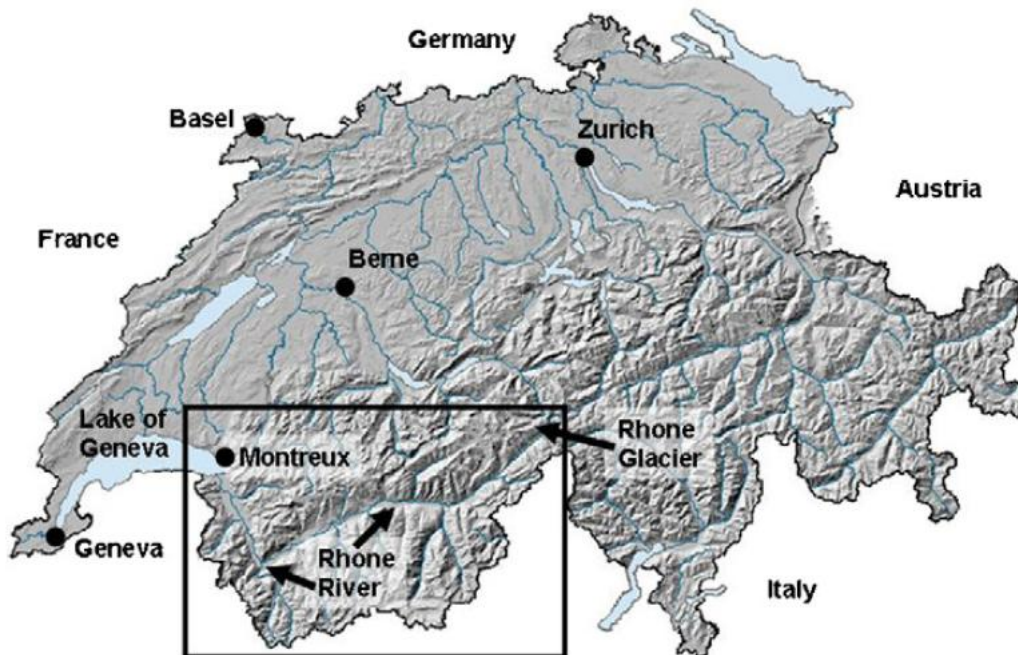 Germany
Basel
Zurich
Austria
France
Berne
Lake of
Geneva
Montreux
Rhone
Glacier
Geneva
Rhone
River
Italy